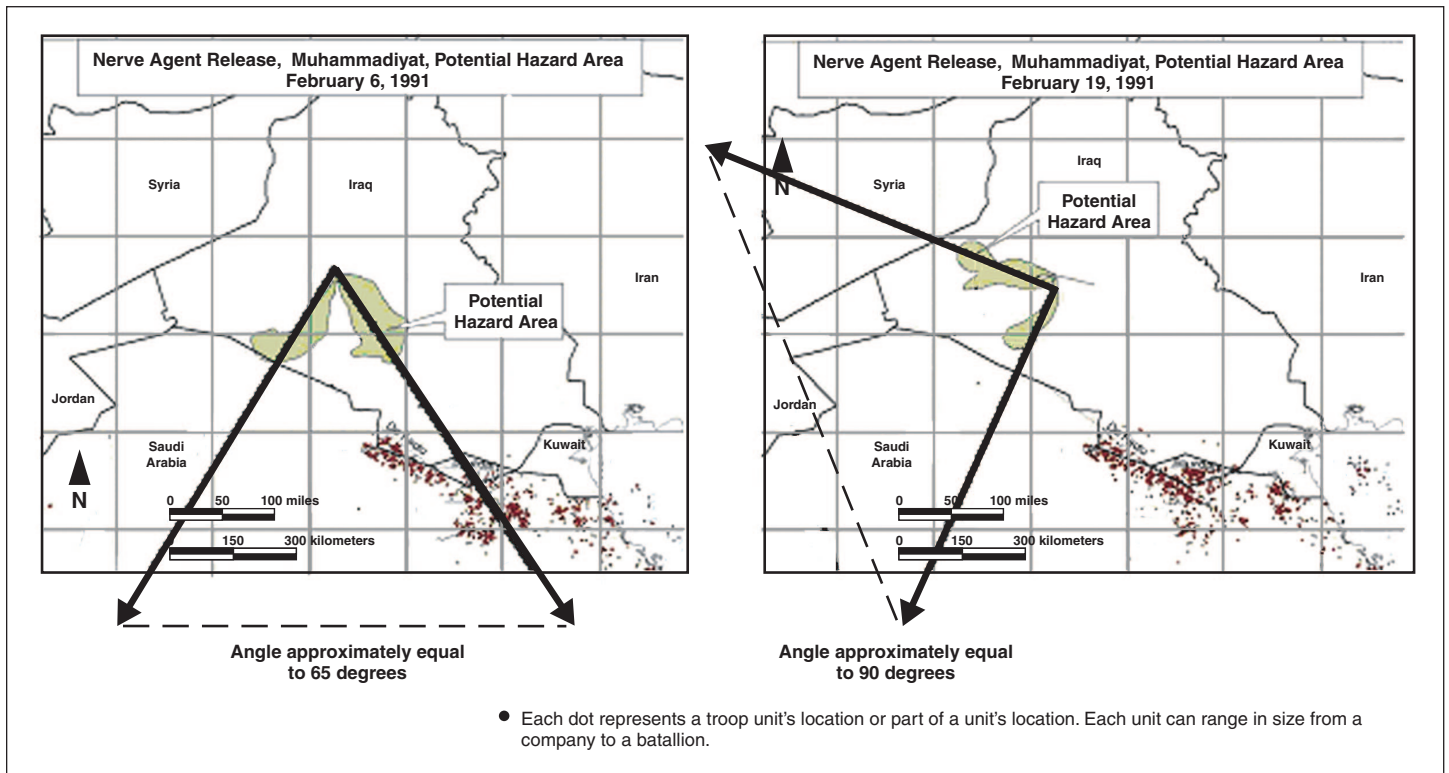 Nerve Agent Release, Muhammadiyat, Potential Hazard Area
February 6, 1991
Syria
Iraq
Iran
Potential
Hazard Area
Jordan
Saudi
Arabia
Kuwait
N
0 50 100 miles
0 150 300 kilometers
Angle approximately equal
to 65 degrees
Nerve Agent Release, Muhammadiyat, Potential Hazard Area
February 19, 1991
N
Syria
Iraq
Potential
Hazard Area
Iran
Jordan
Saudi
Arabia
Kuwait
0 50 100 miles
0 150 300 kilometers
Angle approximately equal
to 90 degrees
Each dot represents a troop unit's location or part of a unit's location. Each unit can range in size from a
company to a batallion.